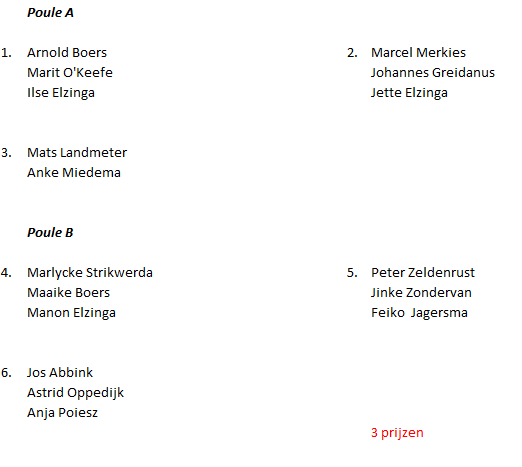 Poule A
1. Arnold Boers
Marit O'Keefe
Ilse Elzinga
2. Marcel Merkies
Johannes Greidanus
Jette Elzinga
3. Mats Landmeter
Anke Miedema
Poule B
4. Marlycke Strikwerda
Maaike Boers
Manon Elzinga
5. Peter Zeldenrust
Jinke Zondervan
Feiko Jagersma
6. Jos Abbink
Astrid Oppedijk
Anja Poiesz
3 prijzen